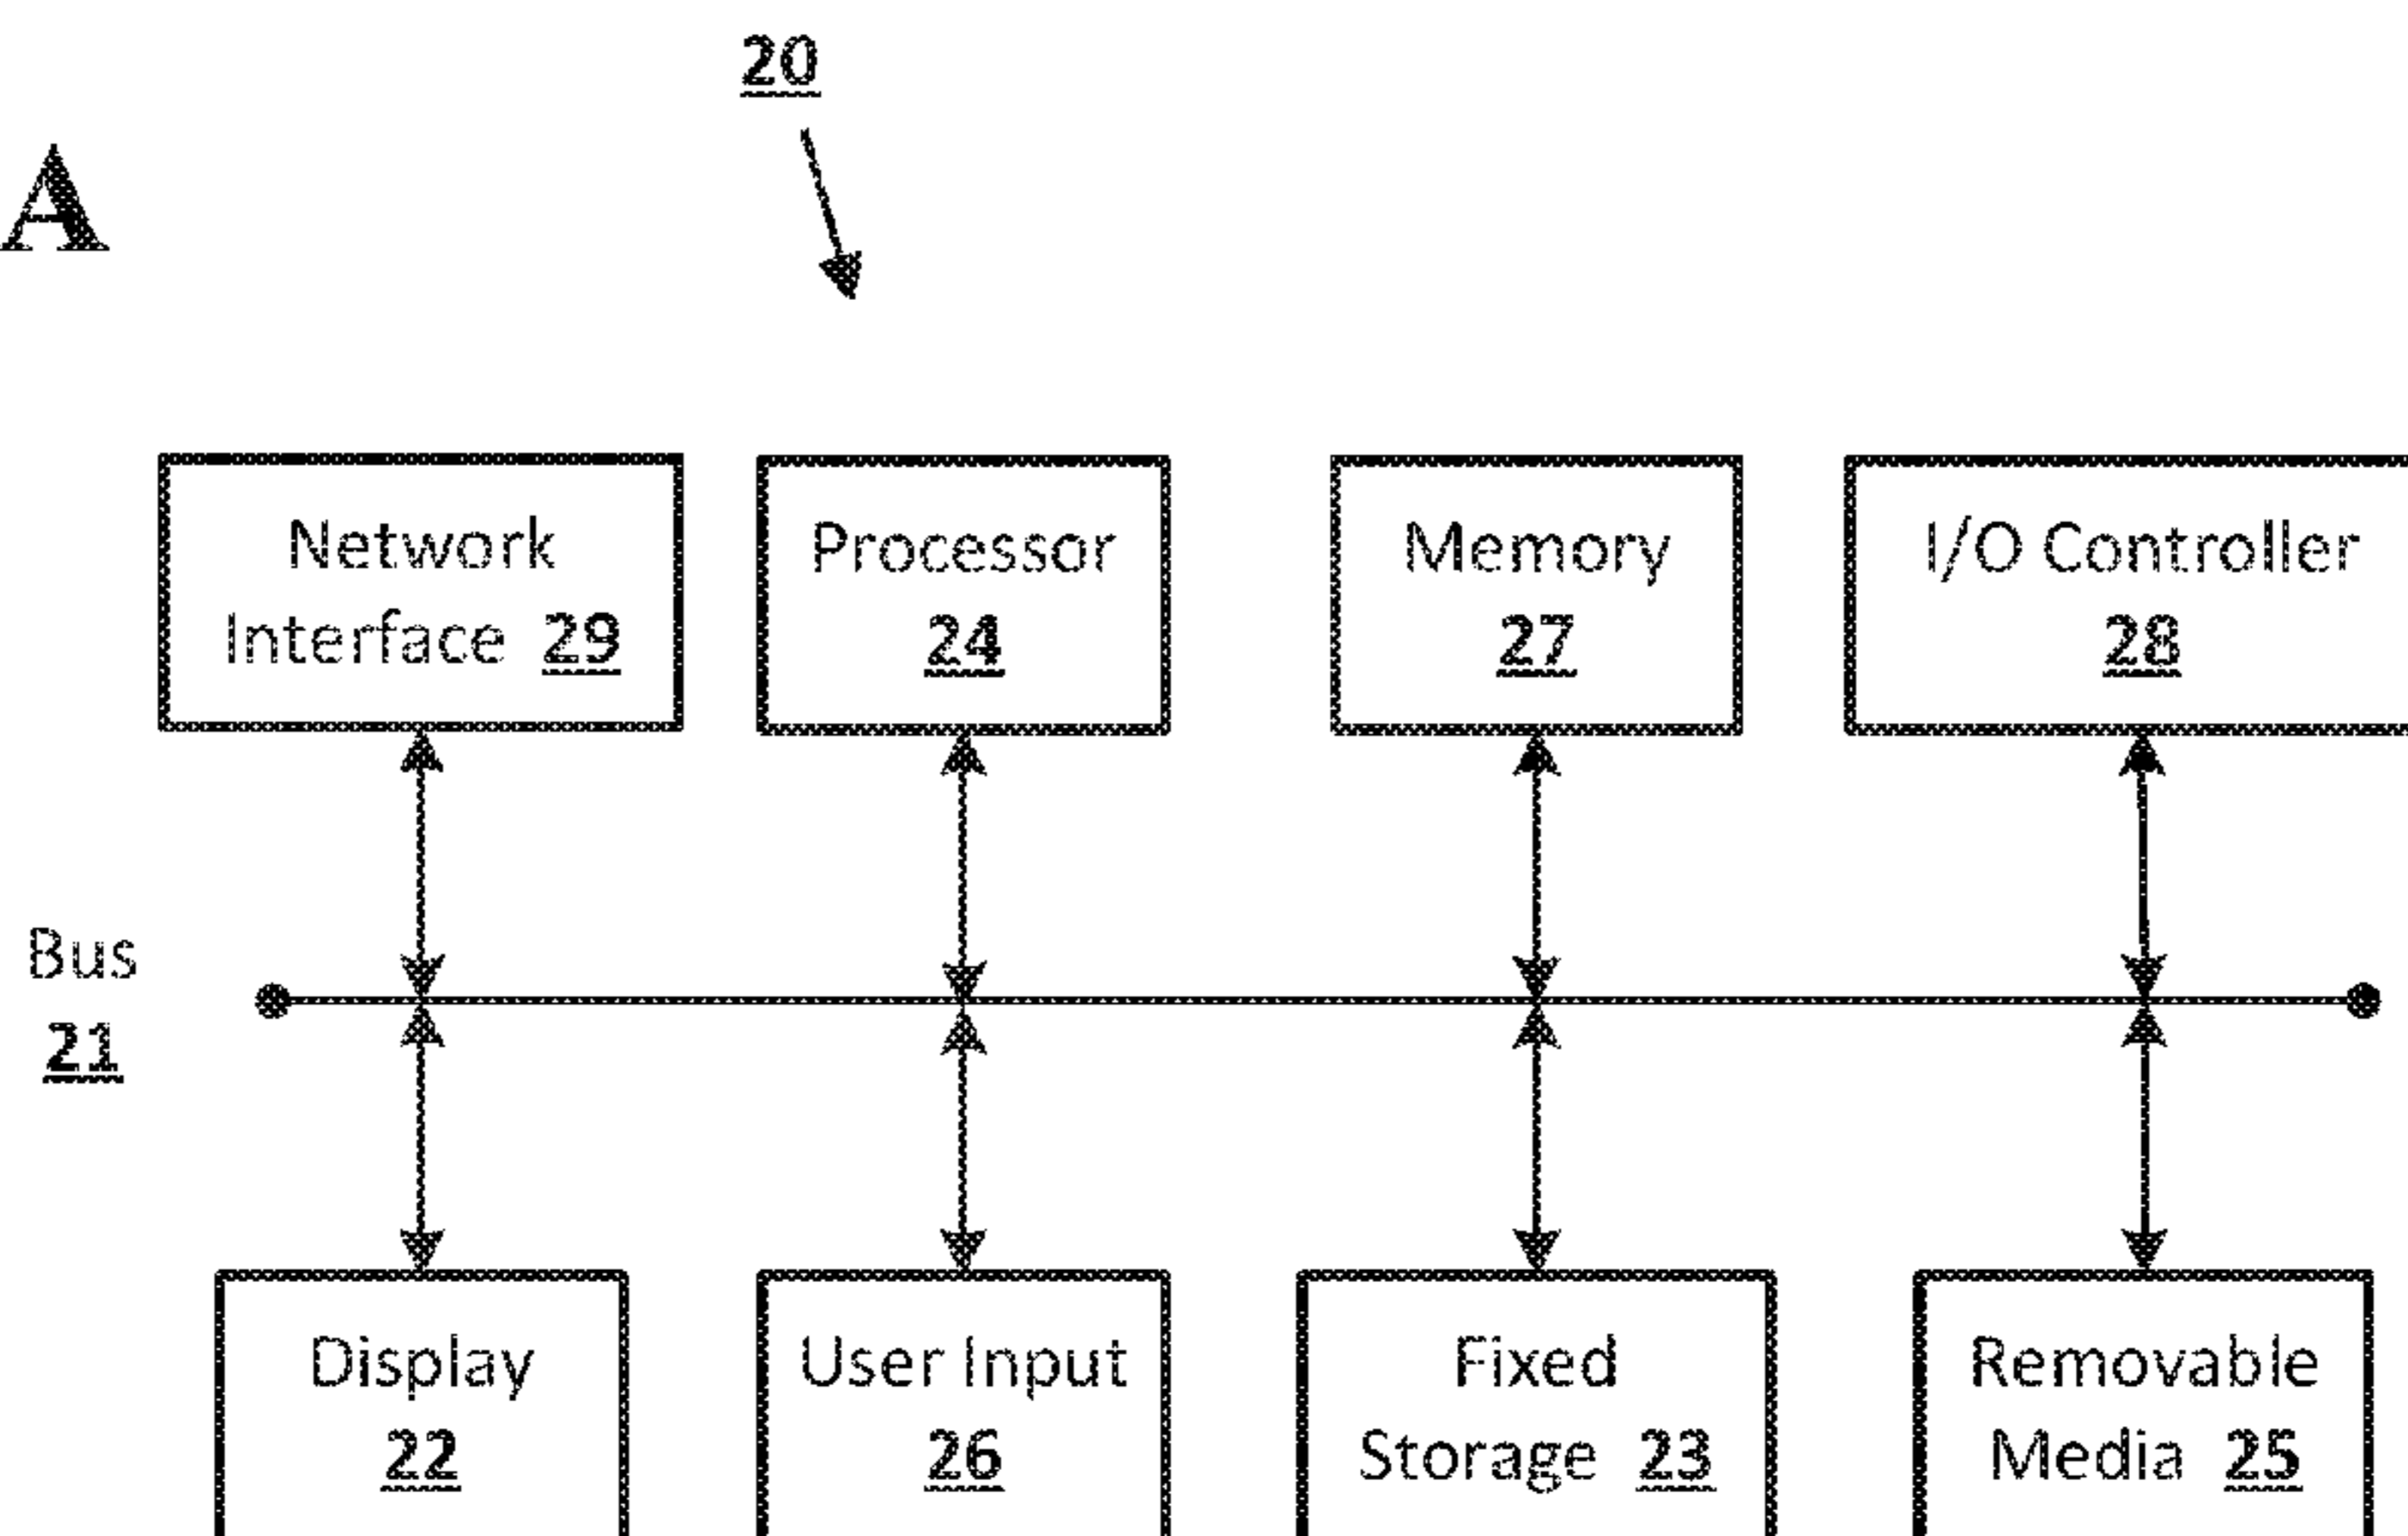 20
A
Network
Interface 29
Processor
24
Memory
27
I/O Controller
28
Bus
21
Display
22
User Input
26
Fixed
Storage 23
Removable
Media 25